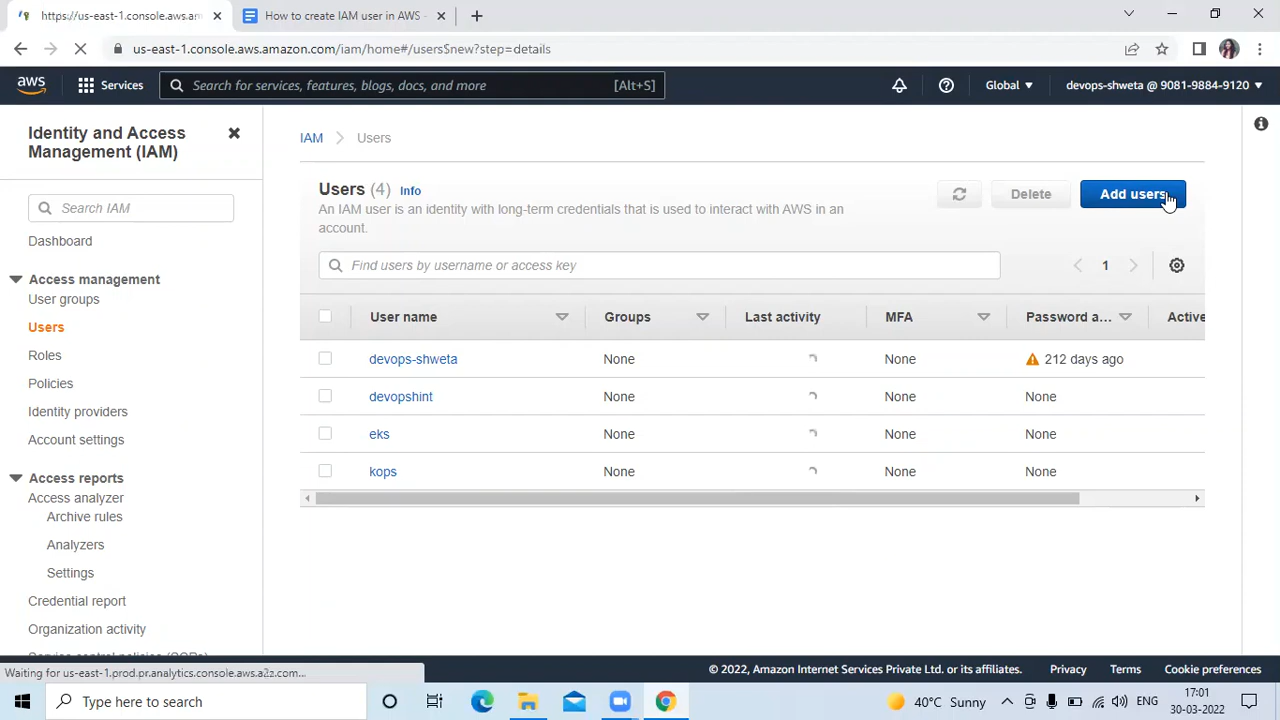 https://us-east-1.console.aws.am
How to create IAM user in AWS -
us-east-1.console.aws.amazon.com/iam/home#/users$new?step=details
aws
Services
Search for services, features, blogs, docs, and more
[Alt+S]
Global
devops-shweta @ 9081-9884-9120
Identity and Access
Management (IAM)
Search IAM
Dashboard
Access management
User groups
Users
Roles
Policies
Identity providers
Account settings
Access reports
Access analyzer
Archive rules
Analyzers
Settings
Credential report
Organization activity
Service control policies (SCPs)
IAM
Users
Users (4)
Info
An IAM user is an identity with long-term credentials that is used to interact with AWS in an
account.
Delete
Add users
Find users by username or access key
1
User name
Groups
Last activity
MFA
Password a...
Active
devops-shweta
None
None
212 days ago
devopshint
None
None
None
eks
None
None
None
kops
None
None
None
Waiting for us-east-1.prod.pr.analytics.console.aws.a2z.com...
© 2022, Amazon Internet Services Private Ltd. or its affiliates.
Privacy
Terms
Cookie preferences
Type here to search
40°C Sunny
ENG
17:01
30-03-2022